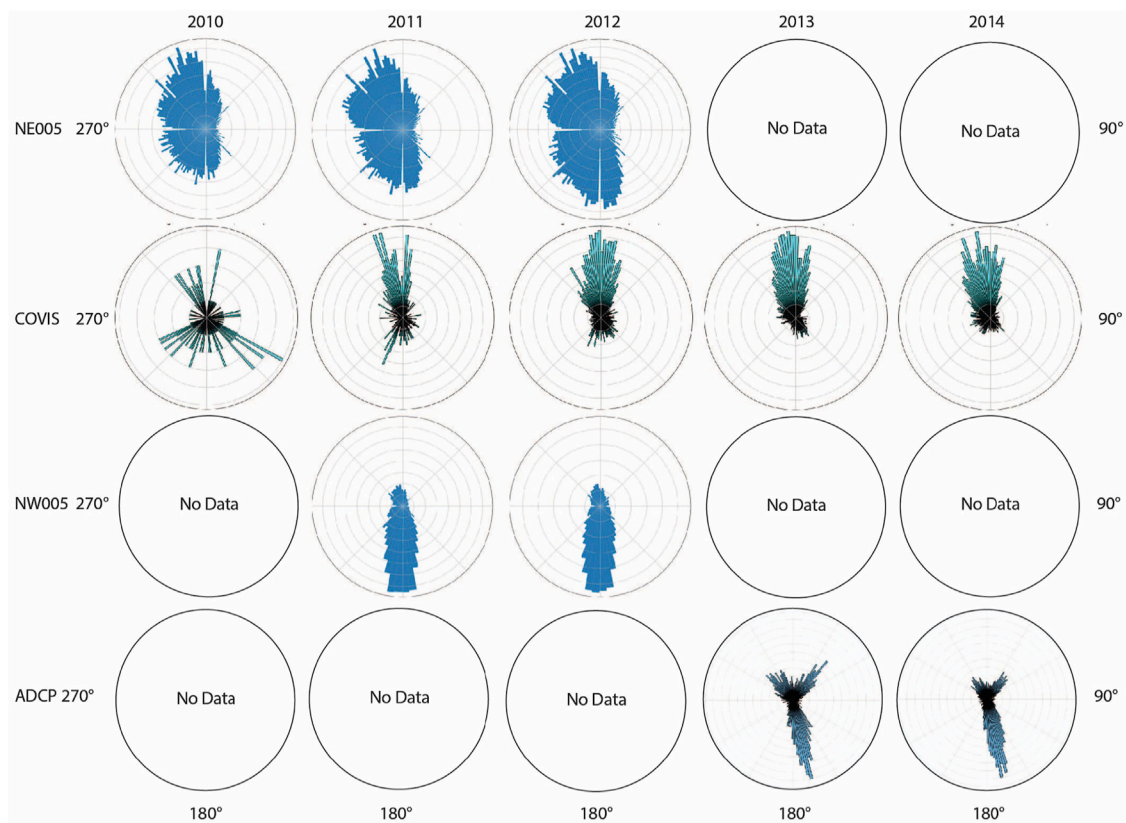 2010 2011 2012 2013 2014
NE005 270° No Data No Data 90°
COVIS 270° 90°
NW005 270° No Data No Data No Data 90°
ADCP 270° No Data No Data No Data 90°
180° 180° 180° 180° 180°